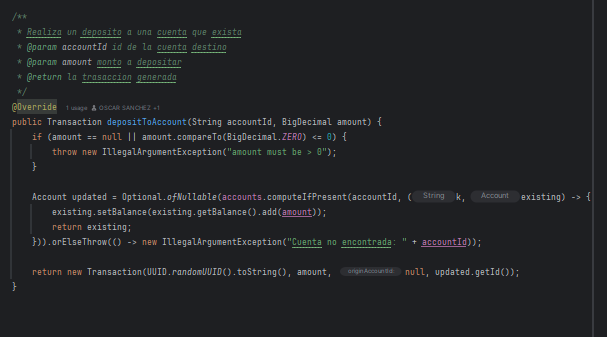 /**
 * Realiza un deposito a una cuenta que exista
 * @param accountId id de la cuenta destino
 * @param amount monto a depositar
 * @return la trasaccion generada
 */
@Override 1 usage OSCAR SANCHEZ +1
public Transaction depositToAccount(String accountId, BigDecimal amount) {
    if (amount == null || amount.compareTo(BigDecimal.ZERO) <= 0) {
        throw new IllegalArgumentException("amount must be > 0");
    }

    Account updated = Optional.ofNullable(accounts.computeIfPresent(accountId, ( String k, Account existing) -> {
        existing.setBalance(existing.getBalance().add(amount));
        return existing;
    })).orElseThrow(() -> new IllegalArgumentException("Cuenta no encontrada: " + accountId));

    return new Transaction(UUID.randomUUID().toString(), amount, originAccountId: null, updated.getId());
}